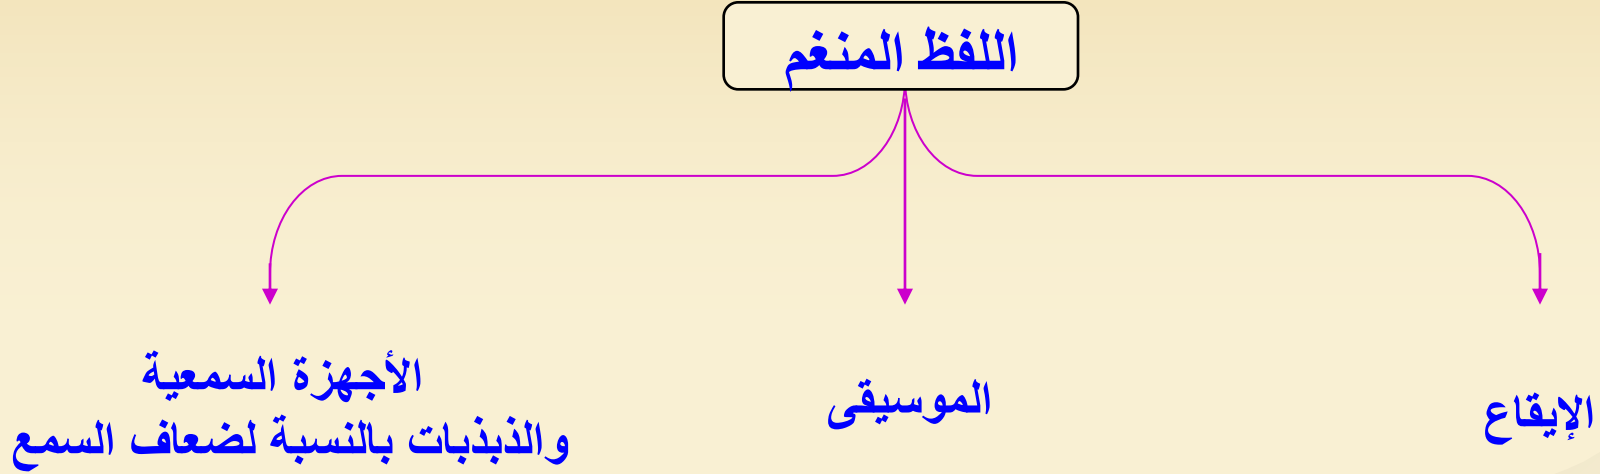 اللفظ المنغم
الإيقاع
الموسيقى
الأجهزة السمعية
والذبذبات بالنسبة لضعاف السمع